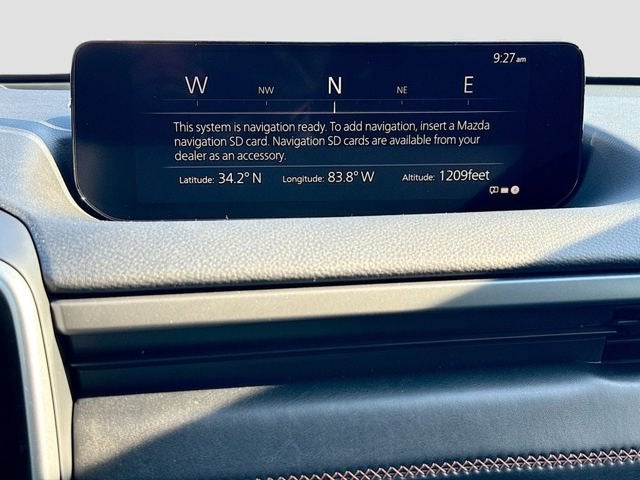 9:27am
W NW N NE E
This system is navigation ready. To add navigation, insert a Mazda
navigation SD card. Navigation SD cards are available from your
dealer as an accessory.
Latitude: 34.2° N Longitude: 83.8° W Altitude: 1209feet